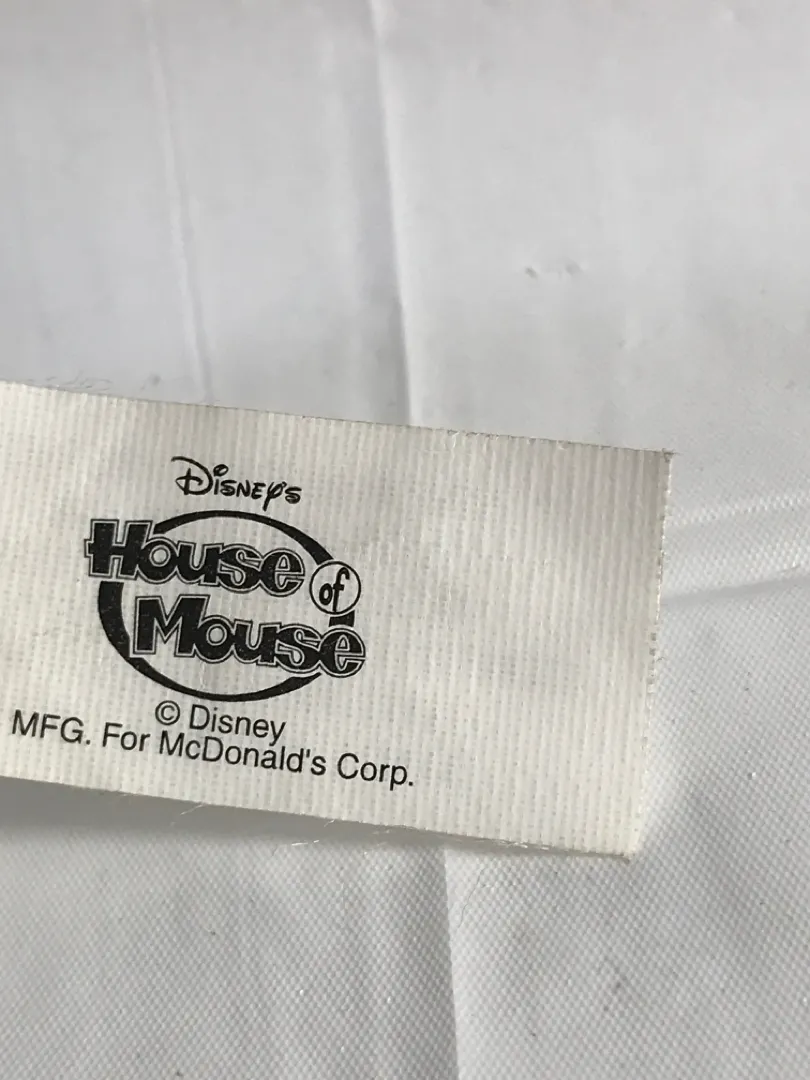 Disney's
House of
Mouse
© Disney
MFG. For McDonald's Corp.